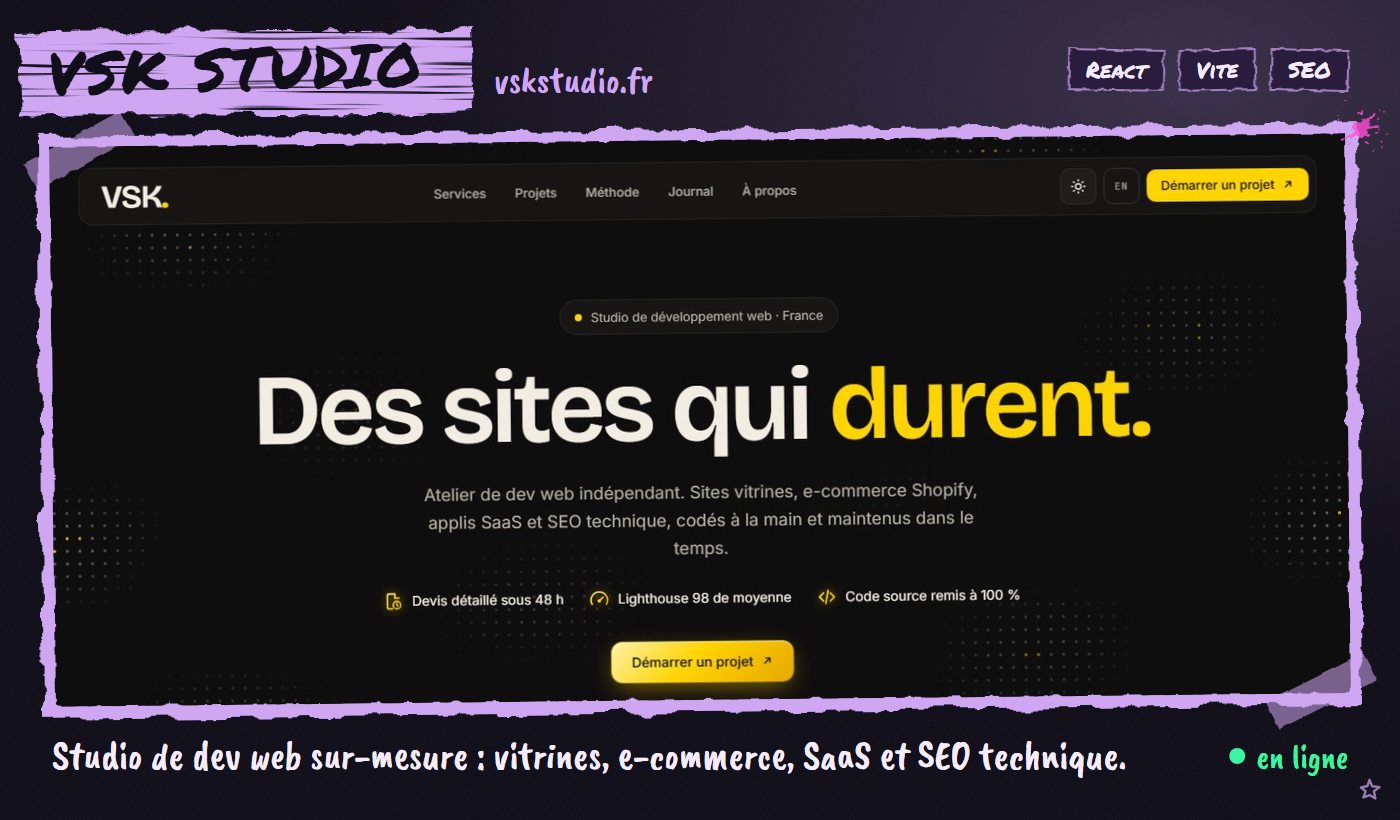 VSK STUDIO
vskstudio.fr
React
Vite
SEO
VSK.
Services
Projets
Méthode
Journal
À propos
EN
Démarrer un projet
Studio de développement web · France
Des sites qui durent.
Atelier de dev web indépendant. Sites vitrines, e-commerce Shopify,
applis SaaS et SEO technique, codés à la main et maintenus dans le
temps.
Devis détaillé sous 48 h
Lighthouse 98 de moyenne
Code source remis à 100 %
Démarrer un projet
Studio de dev web sur-mesure : vitrines, e-commerce, SaaS et SEO technique.
en ligne